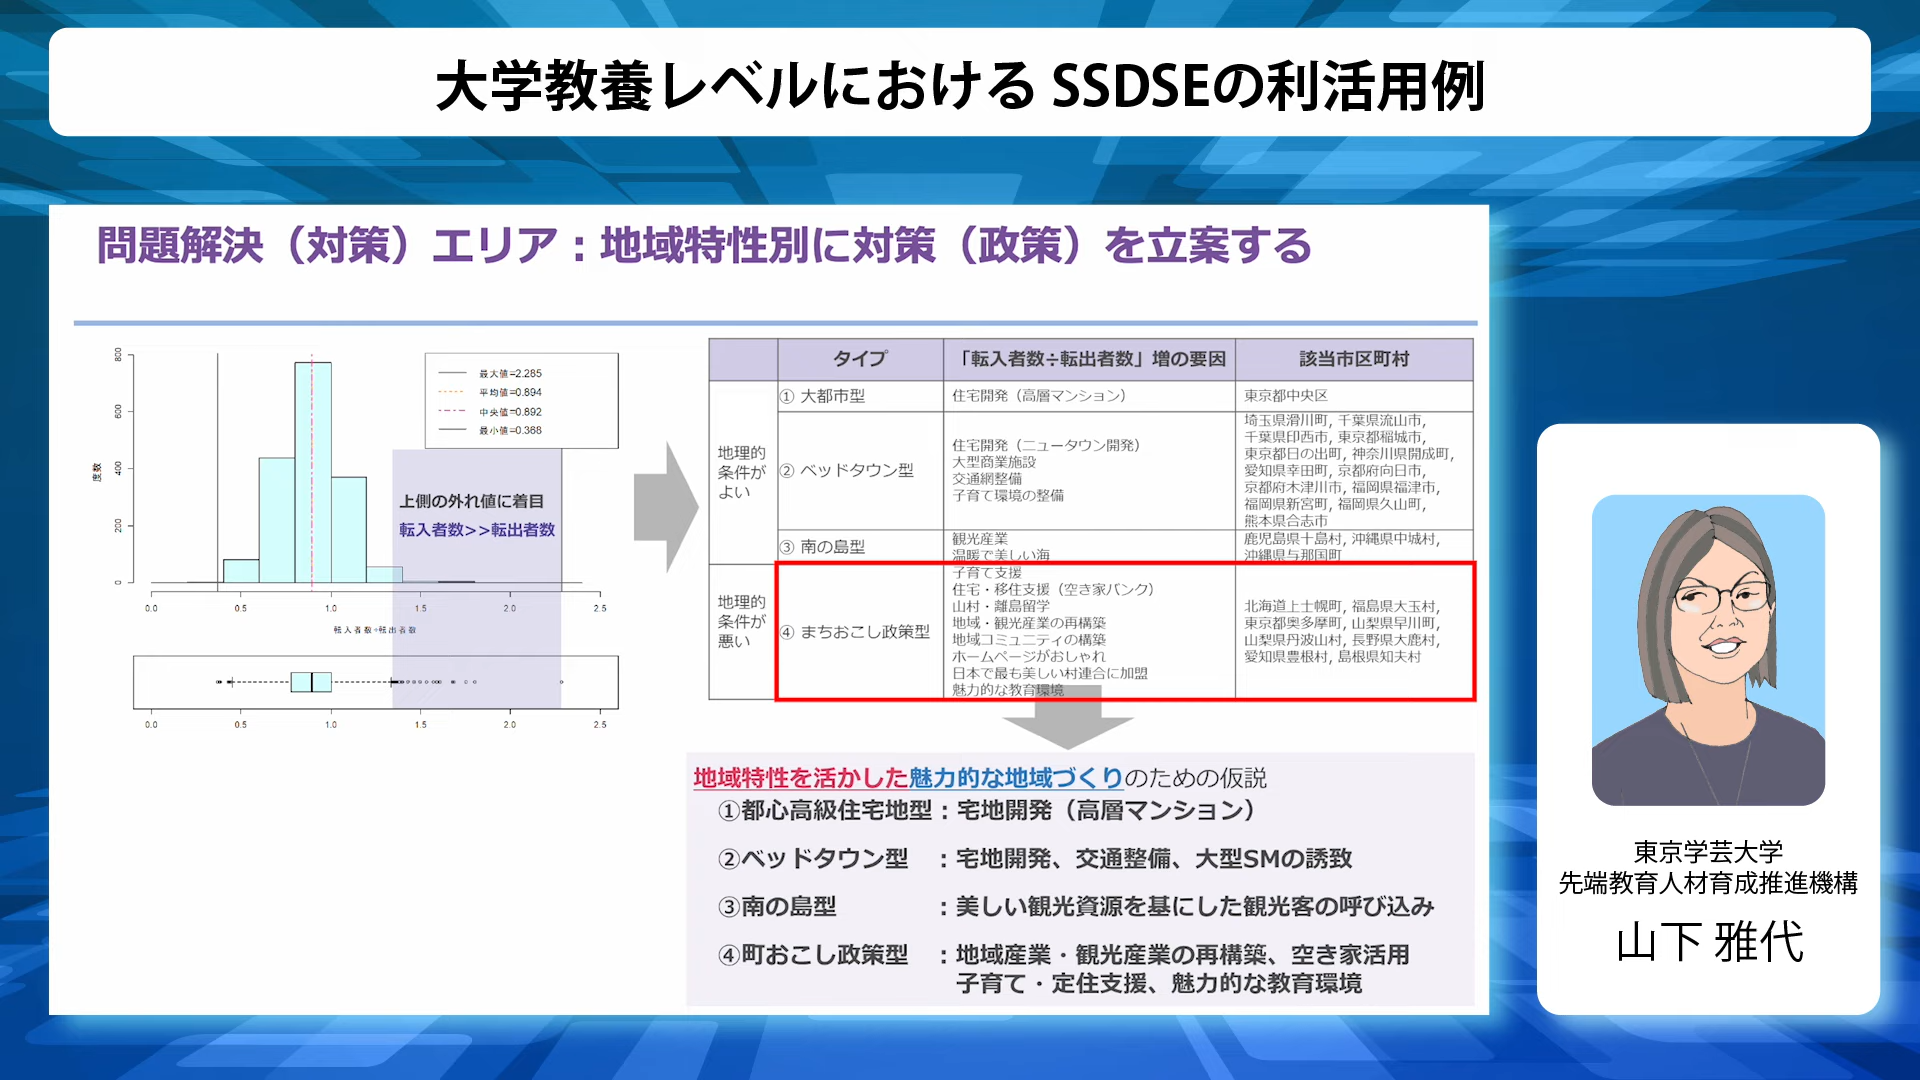 大学教養レベルにおける SSDSEの利活用例
問題解決（対策）エリア：地域特性別に対策（政策）を立案する
最大値=2.285
平均値=0.894
中央値=0.892
最小値=0.368
800
600
400
200
0
度数
上側の外れ値に着目
転入者数>>転出者数
0.0 0.5 1.0 1.5 2.0 2.5
転入者数÷転出者数
0.0 0.5 1.0 1.5 2.0 2.5
タイプ 「転入者数÷転出者数」増の要因 該当市区町村
地理的
条件が
よい
① 大都市型
住宅開発（高層マンション）
東京都中央区
② ベッドタウン型
住宅開発（ニュータウン開発）
大型商業施設
交通網整備
子育て環境の整備
埼玉県滑川町, 千葉県流山市,
千葉県印西市, 東京都稲城市,
東京都日の出町, 神奈川県開成町,
愛知県幸田町, 京都府向日市,
京都府木津川市, 福岡県福津市,
福岡県新宮町, 福岡県久山町,
熊本県合志市
③ 南の島型
観光産業
温暖で美しい海
鹿児島県十島村, 沖縄県中城村,
沖縄県与那国町
地理的
条件が
悪い
④ まちおこし政策型
子育て支援
住宅・移住支援（空き家バンク）
山村・離島留学
地域・観光産業の再構築
地域コミュニティの構築
ホームページがおしゃれ
日本で最も美しい村連合に加盟
魅力的な教育環境
北海道上士幌町, 福島県大玉村,
東京都奥多摩町, 山梨県早川町,
山梨県丹波山村, 長野県大鹿村,
愛知県豊根村, 島根県知夫村
地域特性を活かした魅力的な地域づくりのための仮説
①都心高級住宅地型：宅地開発（高層マンション）
②ベッドタウン型 ：宅地開発、交通整備、大型SMの誘致
③南の島型 ：美しい観光資源を基にした観光客の呼び込み
④町おこし政策型 ：地域産業・観光産業の再構築、空き家活用
子育て・定住支援、魅力的な教育環境
東京学芸大学
先端教育人材育成推進機構
山下 雅代